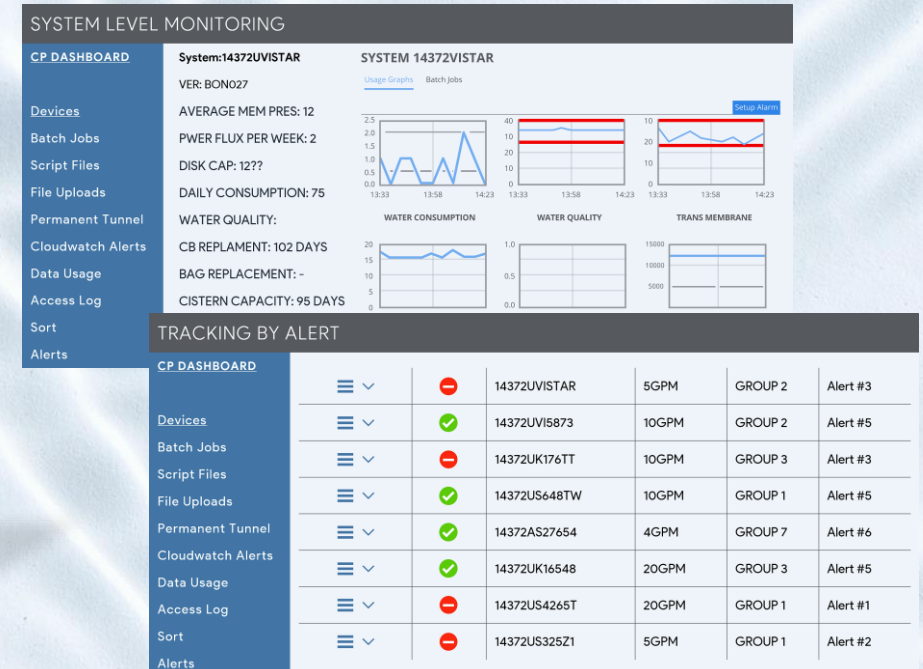 SYSTEM LEVEL MONITORING
CP DASHBOARD
Devices
Batch Jobs
Script Files
File Uploads
Permanent Tunnel
Cloudwatch Alerts
Data Usage
Access Log
Sort
Alerts
System:14372UVISTAR
VER: BON027
AVERAGE MEM PRES: 12
PWER FLUX PER WEEK: 2
DISK CAP: 12??
DAILY CONSUMPTION: 75
WATER QUALITY:
CB REPLAMENT: 102 DAYS
BAG REPLACEMENT: -
CISTERN CAPACITY: 95 DAYS
SYSTEM 14372VISTAR
Usage Graphs Batch Jobs
Setup Alarm
2.5
2.0
1.5
1.0
0.5
0.0
13:33 13:58 14:23
40
10
20
10
0
13:33 13:58 14:23
10
20
10
0
13:33 13:58 14:23
WATER CONSUMPTION
WATER QUALITY
TRANS MEMBRANE
20
15
10
5
0
1.0
0.5
0.0
15000
10000
5000
TRACKING BY ALERT
CP DASHBOARD
Devices
Batch Jobs
Script Files
File Uploads
Permanent Tunnel
Cloudwatch Alerts
Data Usage
Access Log
Sort
Alerts
14372UVISTAR 5GPM GROUP 2 Alert #3
14372UVI5873 10GPM GROUP 2 Alert #5
14372UK176TT 10GPM GROUP 3 Alert #3
14372US648TW 10GPM GROUP 1 Alert #5
14372AS27654 4GPM GROUP 7 Alert #6
14372UK16548 20GPM GROUP 3 Alert #5
14372US4265T 20GPM GROUP 1 Alert #1
14372US325Z1 5GPM GROUP 1 Alert #2